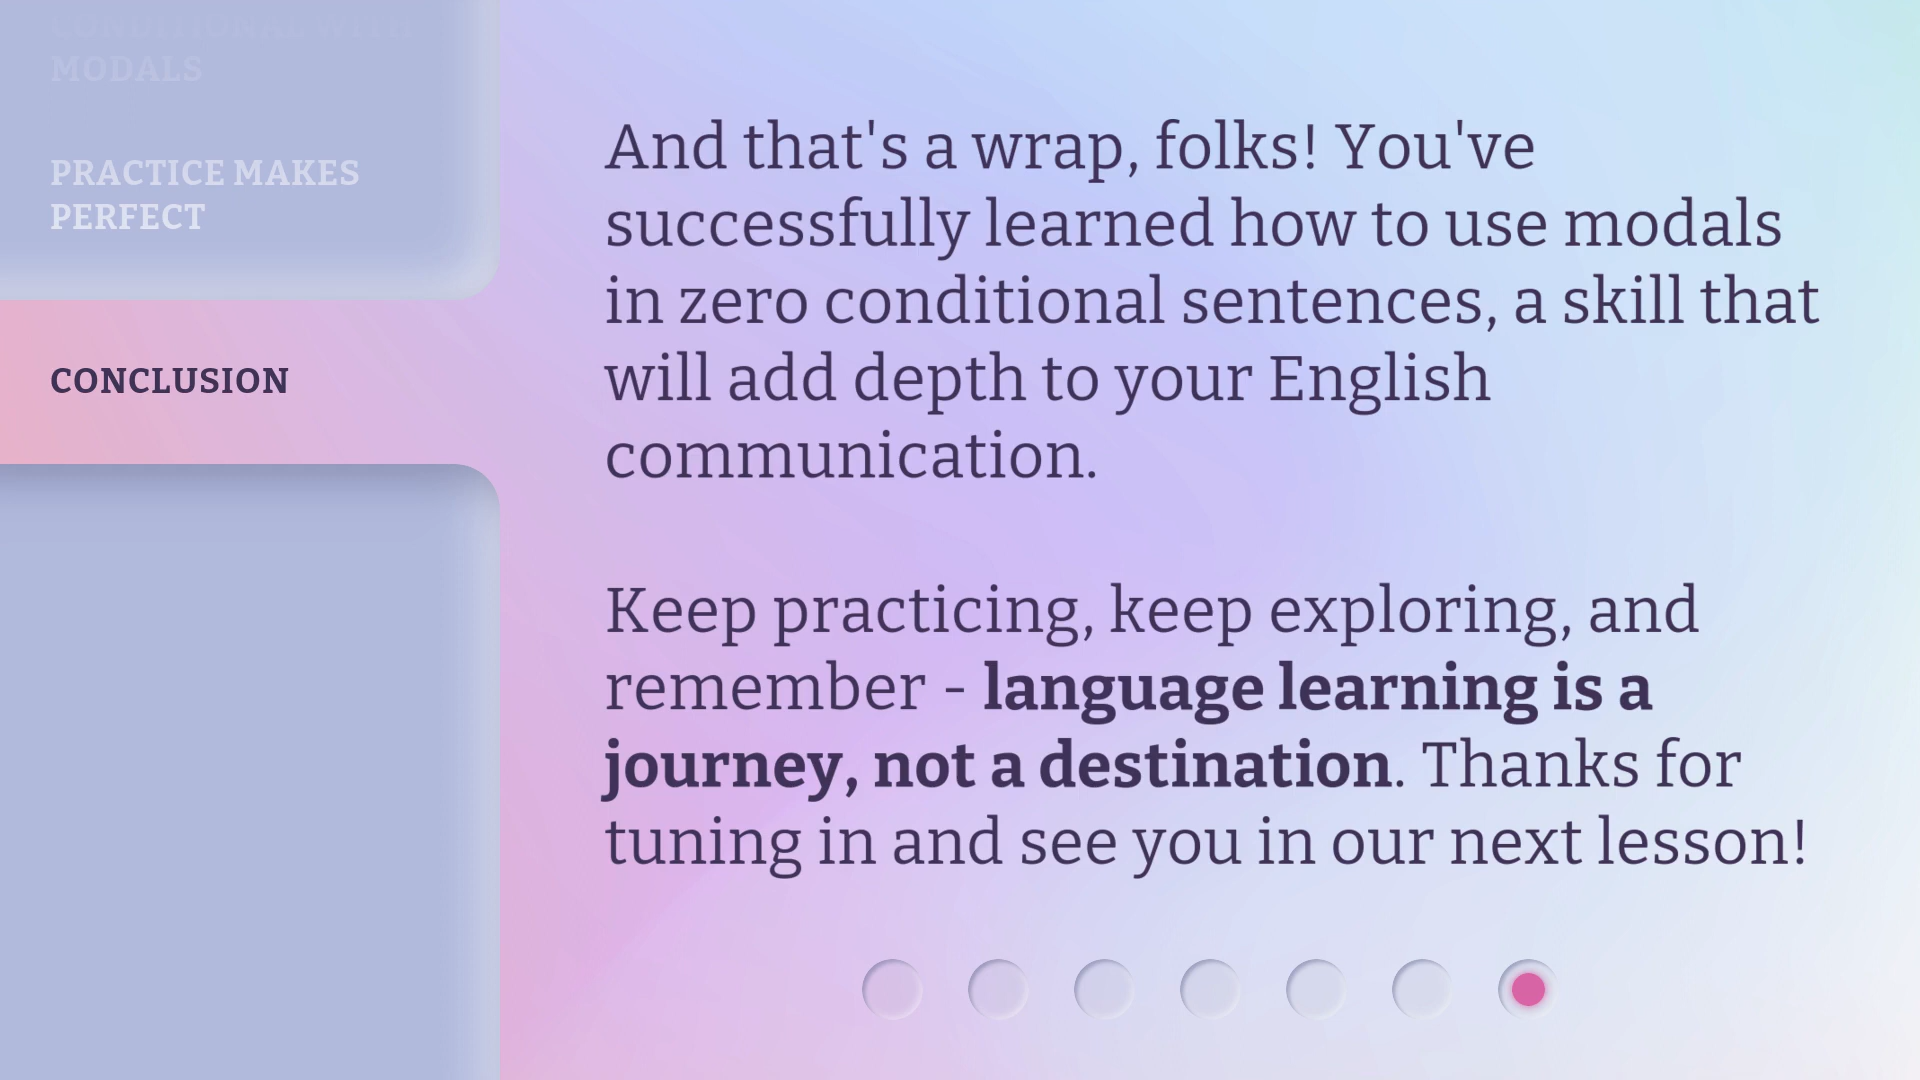 CONDITIONAL WITH
MODALS
PRACTICE MAKES
PERFECT
CONCLUSION
And that's a wrap, folks! You've
successfully learned how to use modals
in zero conditional sentences, a skill that
will add depth to your English
communication.
Keep practicing, keep exploring, and
remember - language learning is a
journey, not a destination. Thanks for
tuning in and see you in our next lesson!